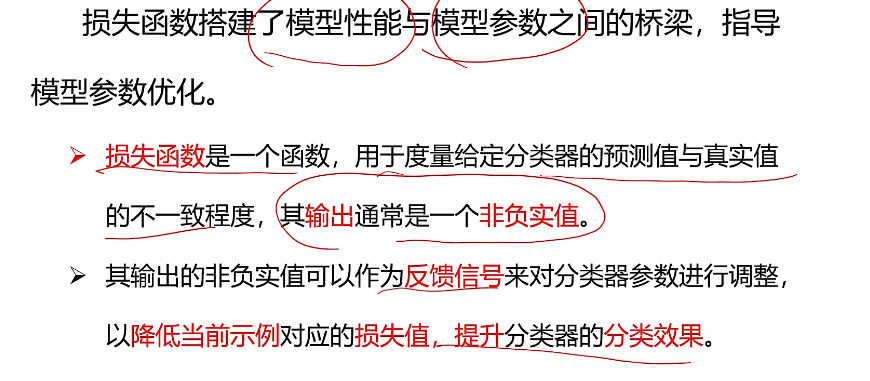 损失函数搭建了模型性能与模型参数之间的桥梁，指导
模型参数优化。
➢ 损失函数是一个函数，用于度量给定分类器的预测值与真实值
的不一致程度，其输出通常是一个非负实值。
➢ 其输出的非负实值可以作为反馈信号来对分类器参数进行调整，
以降低当前示例对应的损失值，提升分类器的分类效果。